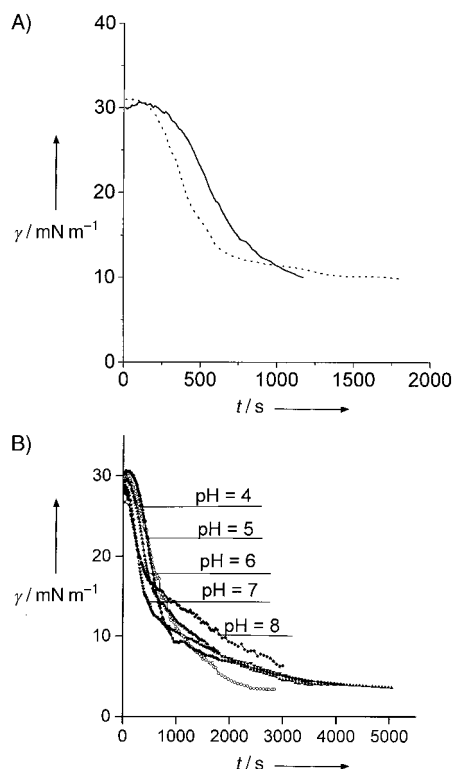 A)
40
30
20
10
0
γ / mN m⁻¹
0 500 1000 1500 2000
t / s
B)
30
20
10
0
γ / mN m⁻¹
pH = 4
pH = 5
pH = 6
pH = 7
pH = 8
0 1000 2000 3000 4000 5000
t / s